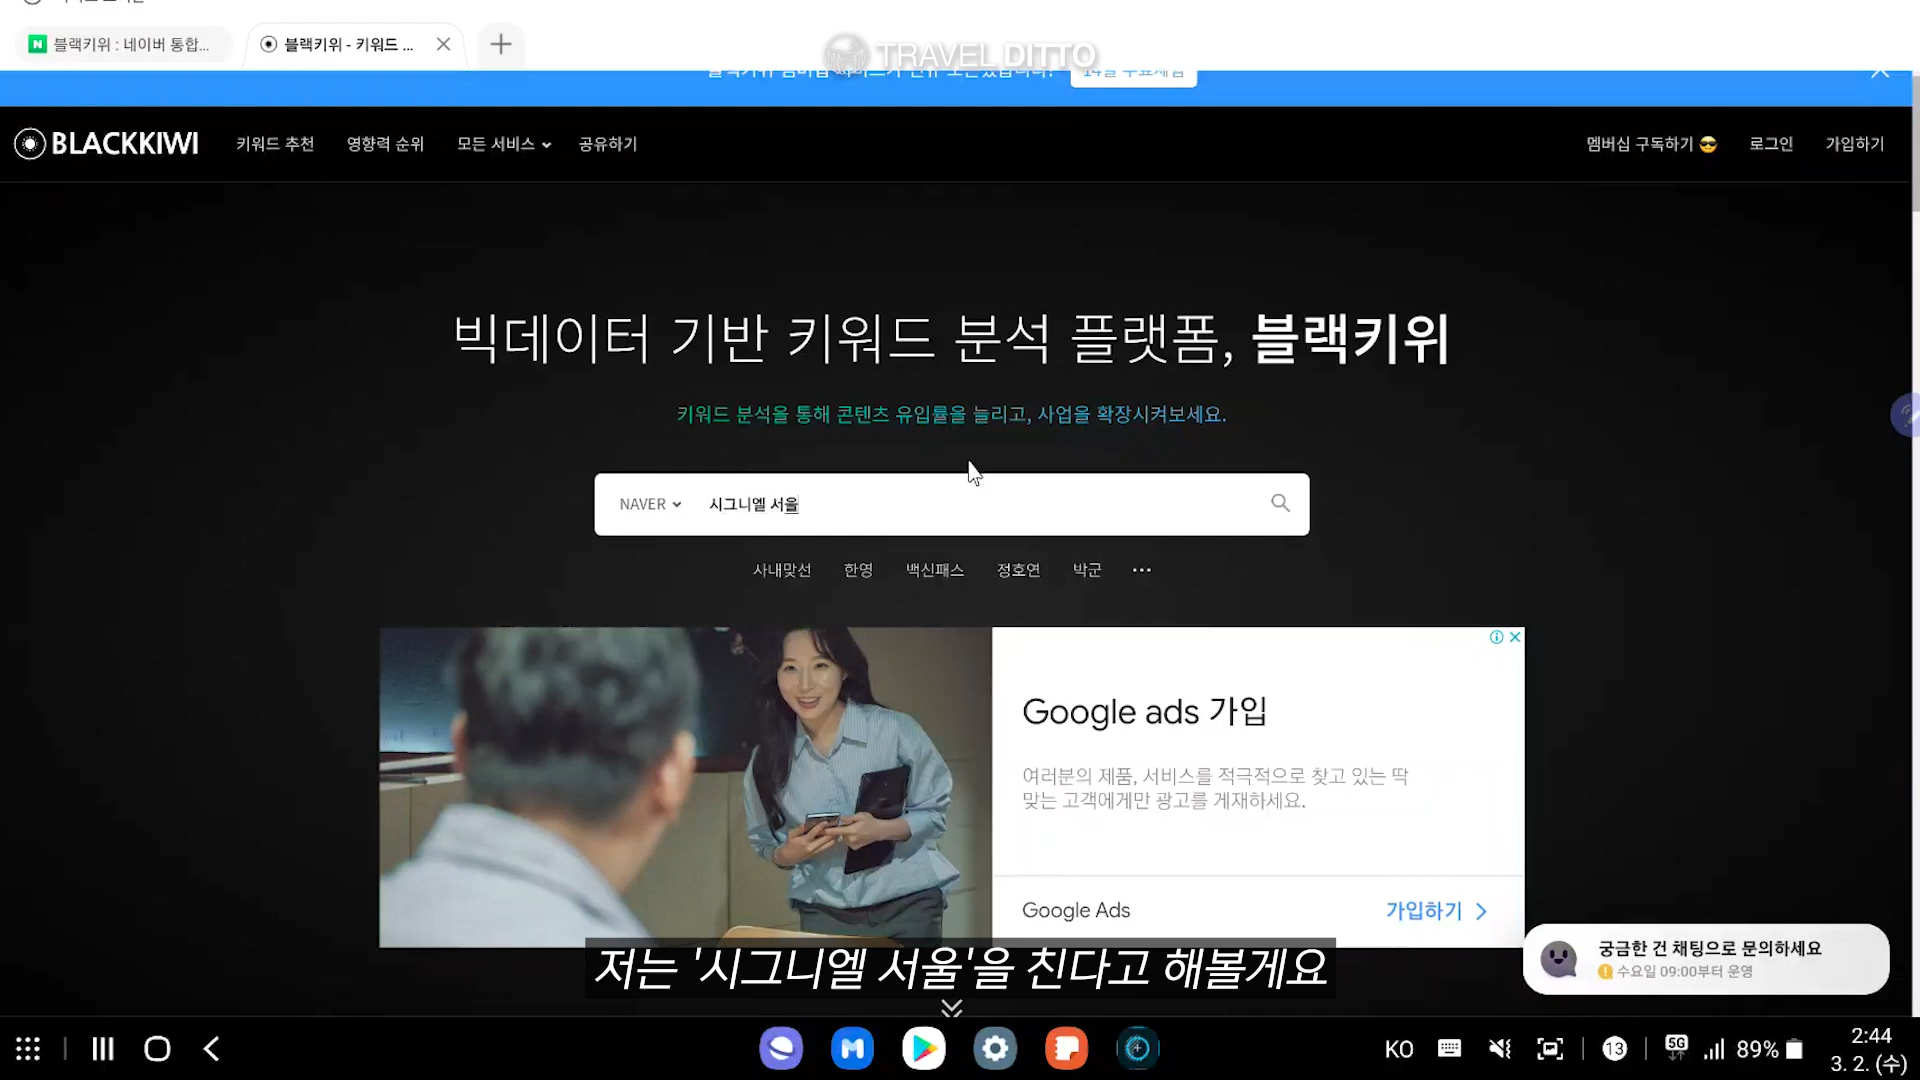 N 블랙키위 : 네이버 통합...
블랙키위 - 키워드 ...
TRAVEL DITTO
BLACKKIWI
키워드 추천
영향력 순위
모든 서비스
공유하기
멤버십 구독하기 😎
로그인
가입하기
빅데이터 기반 키워드 분석 플랫폼, 블랙키위
키워드 분석을 통해 콘텐츠 유입률을 늘리고, 사업을 확장시켜보세요.
NAVER
시그니엘 서울
사내맞선
한영
백신패스
정호연
박군
...
Google ads 가입
여러분의 제품, 서비스를 적극적으로 찾고 있는 딱
맞는 고객에게만 광고를 게재하세요.
Google Ads
가입하기
궁금한 건 채팅으로 문의하세요
수요일 09:00부터 운영
저는 '시그니엘 서울'을 친다고 해볼게요
KO
13
5G
89%
2:44
3. 2. (수)